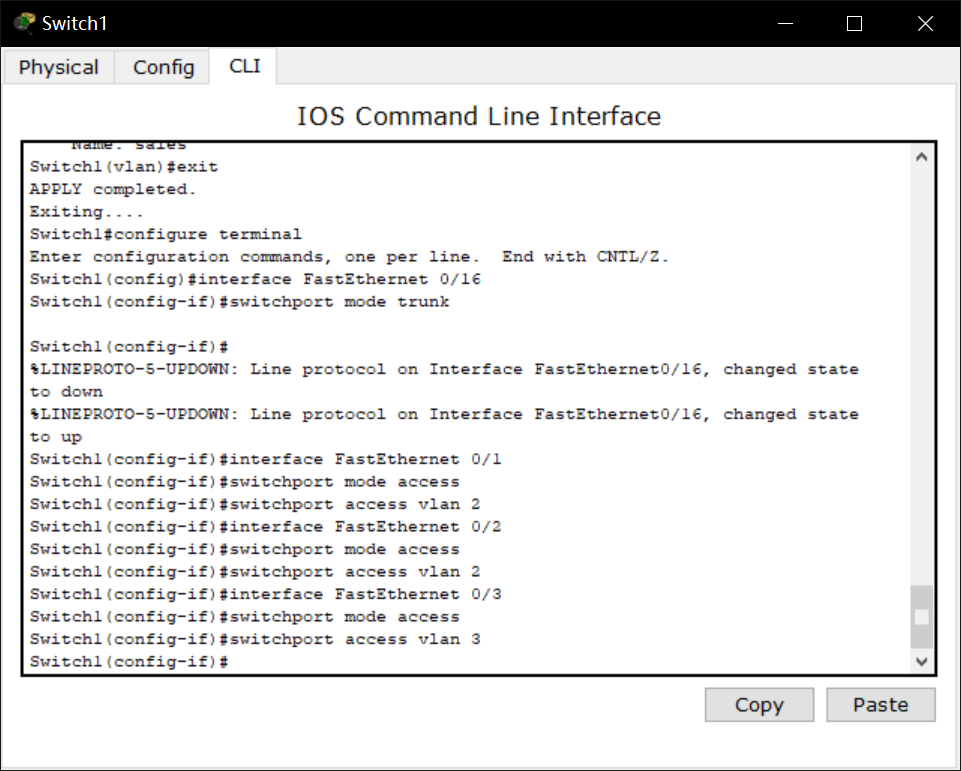 Switch1
Physical
Config
CLI
IOS Command Line Interface
Name: sales
Switch1(vlan)#exit
APPLY completed.
Exiting....
Switch1#configure terminal
Enter configuration commands, one per line.  End with CNTL/Z.
Switch1(config)#interface FastEthernet 0/16
Switch1(config-if)#switchport mode trunk
Switch1(config-if)#
%LINEPROTO-5-UPDOWN: Line protocol on Interface FastEthernet0/16, changed state
to down
%LINEPROTO-5-UPDOWN: Line protocol on Interface FastEthernet0/16, changed state
to up
Switch1(config-if)#interface FastEthernet 0/1
Switch1(config-if)#switchport mode access
Switch1(config-if)#switchport access vlan 2
Switch1(config-if)#interface FastEthernet 0/2
Switch1(config-if)#switchport mode access
Switch1(config-if)#switchport access vlan 2
Switch1(config-if)#interface FastEthernet 0/3
Switch1(config-if)#switchport mode access
Switch1(config-if)#switchport access vlan 3
Switch1(config-if)#
Copy
Paste